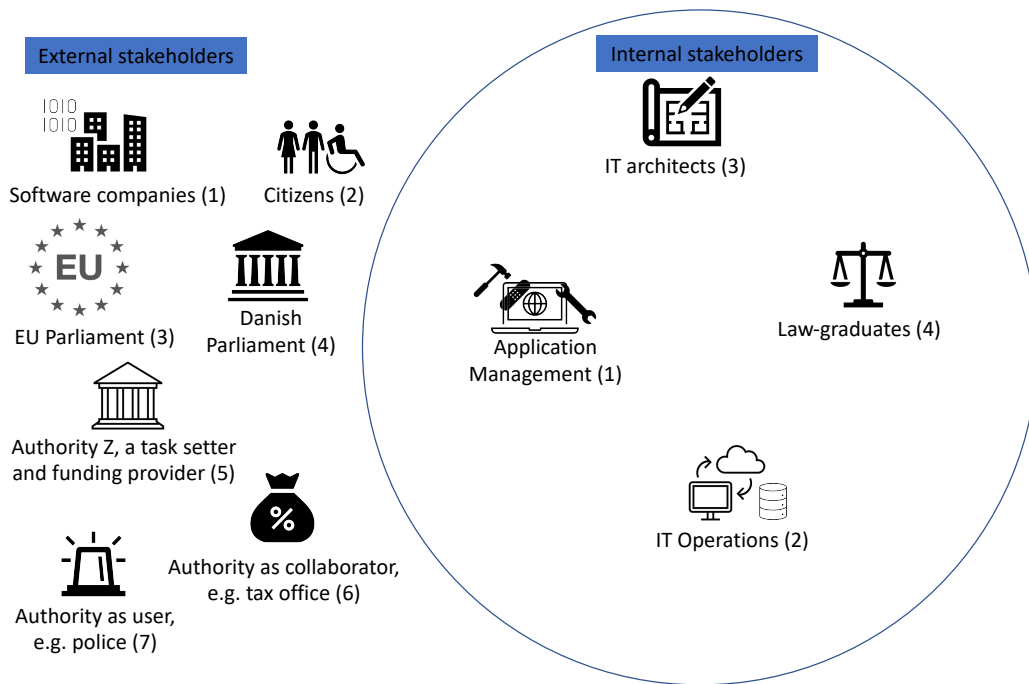 External stakeholders
Internal stakeholders
1010
1010
Software companies (1)
Citizens (2)
IT architects (3)
EU
EU Parliament (3)
Danish
Parliament (4)
Application
Management (1)
Law-graduates (4)
Authority Z, a task setter
and funding provider (5)
%
Authority as collaborator,
e.g. tax office (6)
IT Operations (2)
Authority as user,
e.g. police (7)